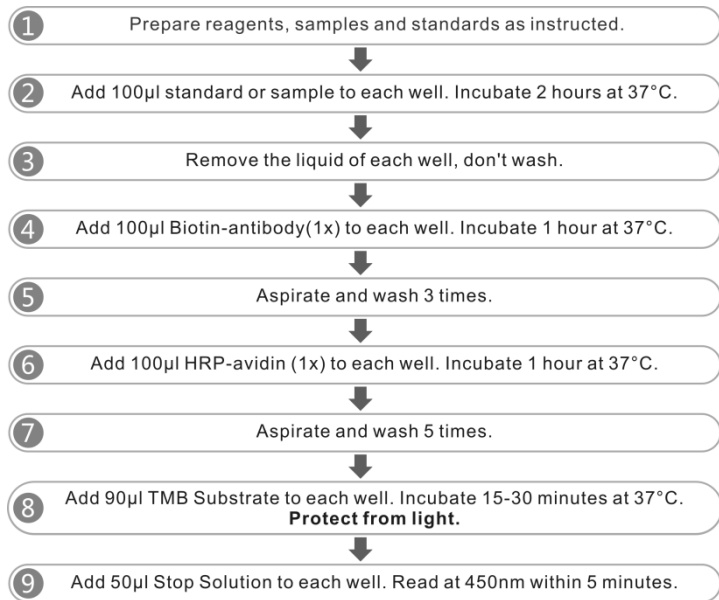 1 Prepare reagents, samples and standards as instructed.
2 Add 100µl standard or sample to each well. Incubate 2 hours at 37°C.
3 Remove the liquid of each well, don't wash.
4 Add 100µl Biotin-antibody(1x) to each well. Incubate 1 hour at 37°C.
5 Aspirate and wash 3 times.
6 Add 100µl HRP-avidin (1x) to each well. Incubate 1 hour at 37°C.
7 Aspirate and wash 5 times.
8 Add 90µl TMB Substrate to each well. Incubate 15-30 minutes at 37°C.
Protect from light.
9 Add 50µl Stop Solution to each well. Read at 450nm within 5 minutes.